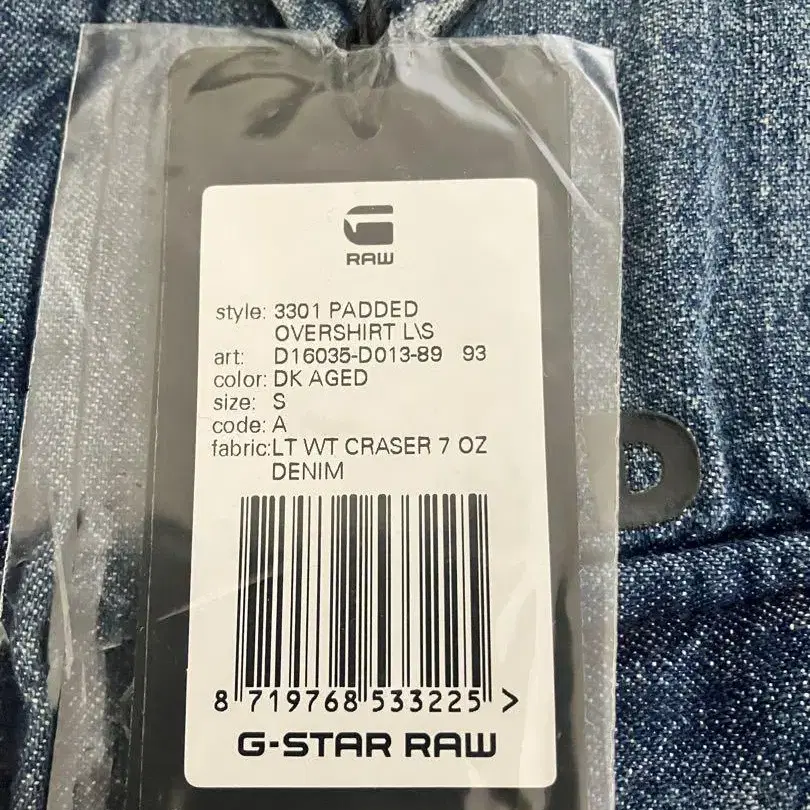 RAW
style: 3301 PADDED
OVERSHIRT L\S
art: D16035-D013-89 93
color: DK AGED
size: S
code: A
fabric:LT WT CRASER 7 OZ
DENIM
8 719768 533225 >
G-STAR RAW